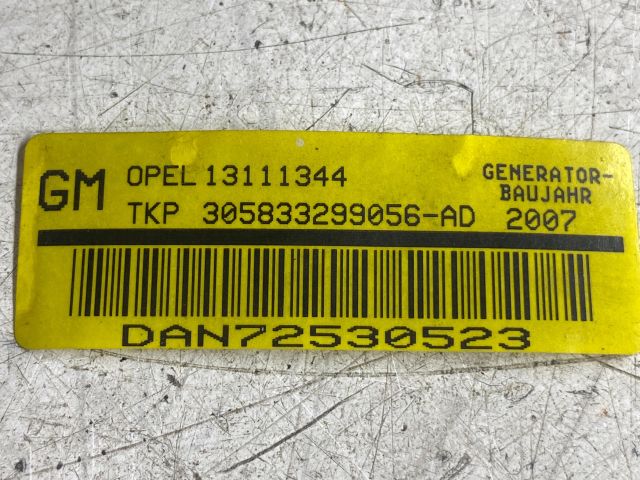 GM OPEL 13111344 GENERATOR-
BAUJAHR
TKP 305833299056-AD 2007
DAN72530523